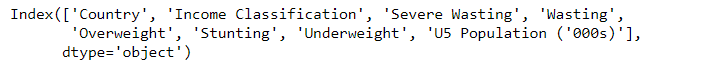 Index(['Country', 'Income Classification', 'Severe Wasting', 'Wasting',
'Overweight', 'Stunting', 'Underweight', 'U5 Population ('000s)'],
dtype='object')